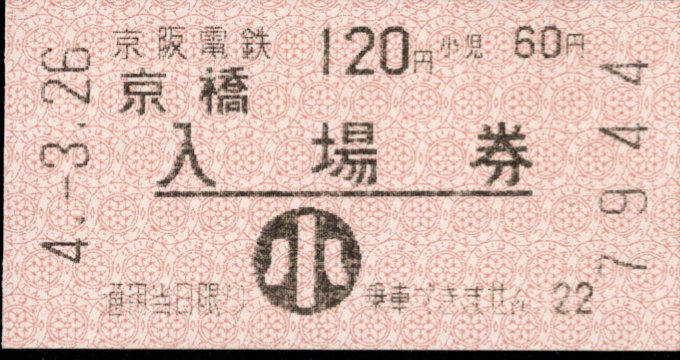 京阪電鉄 120円 小児 60円
京橋
入場券
小
通用当日限り 乗車できません 22
4.-3.26
7944